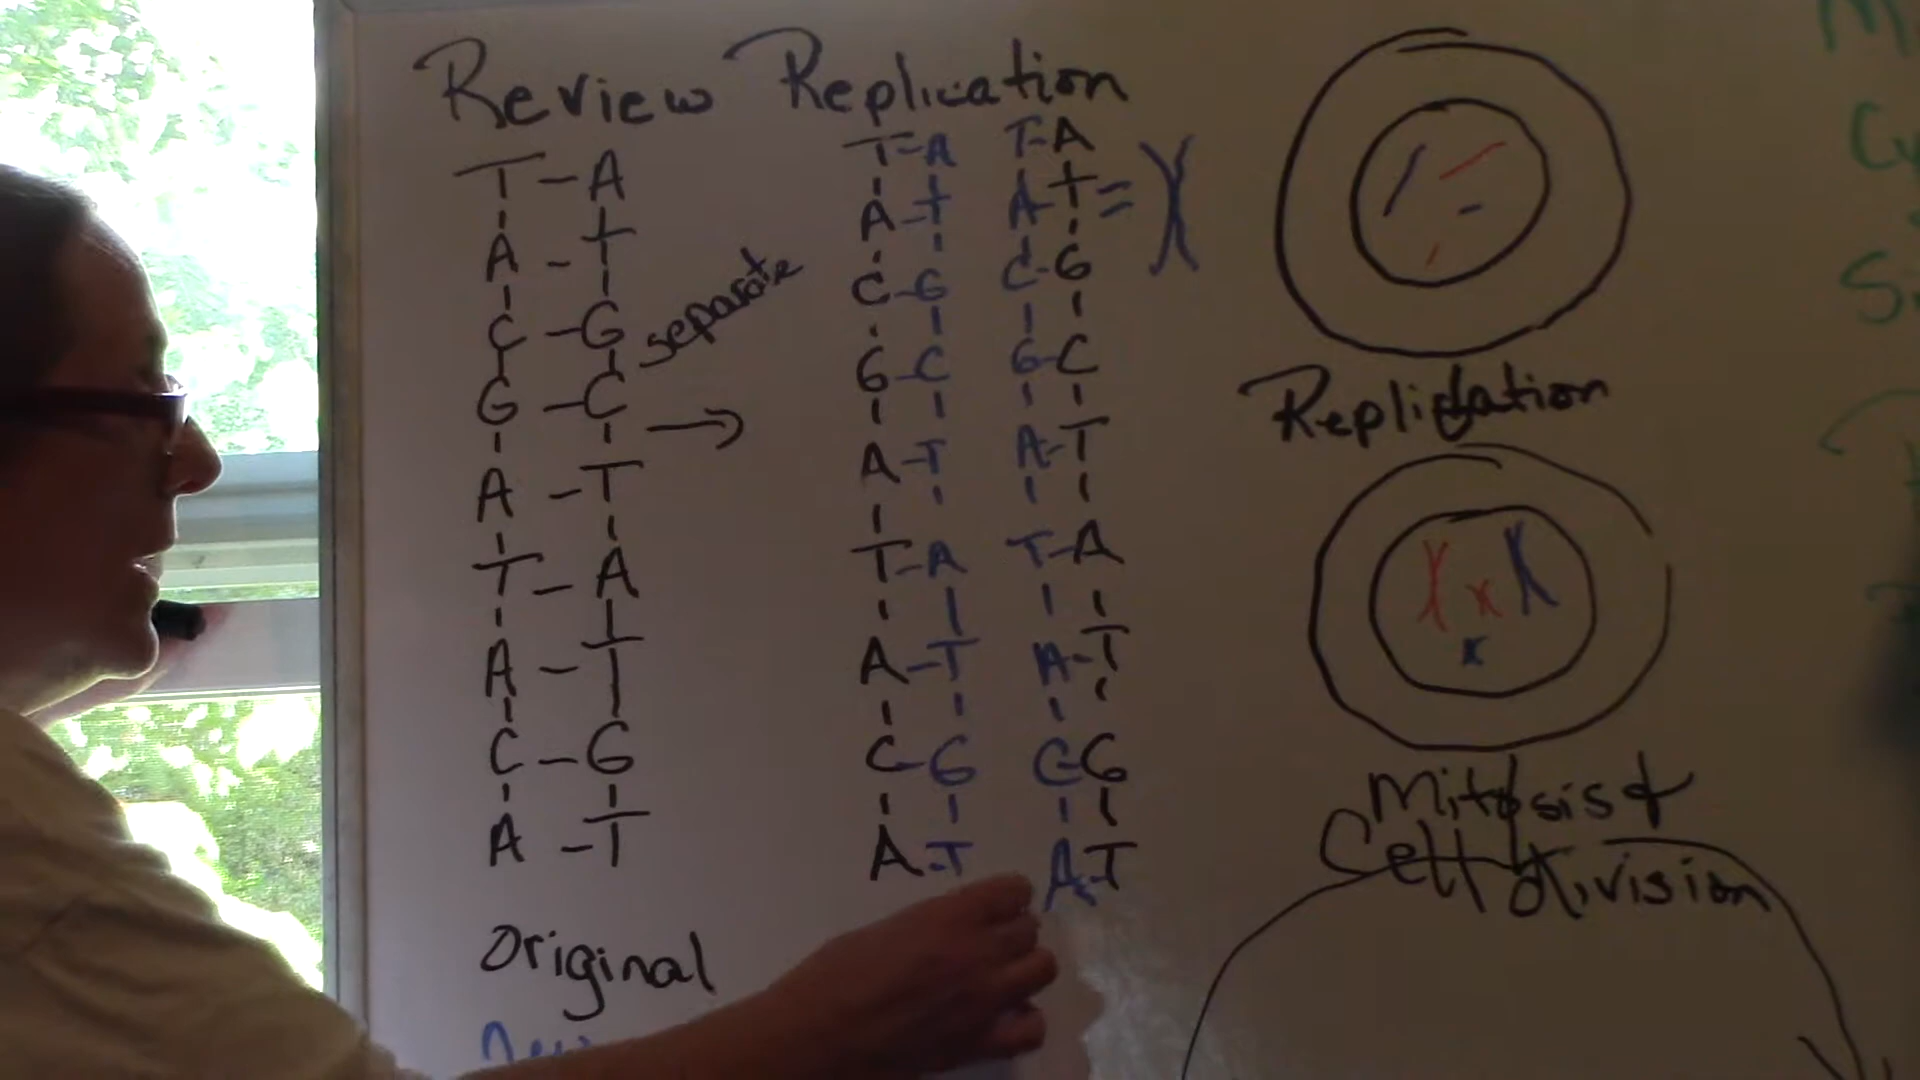 Review Replication
T-A
A-T
C-G
G-C
A-T
T-A
A-T
C-G
A-T
separate
Original
T-A
A-T
C-G
G-C
A-T
T-A
A-T
C-G
A-T
T-A
A-T=
C-G
G-C
A-T
T-A
A-T
C-G
A-T
Replication
Mitosis &
Cell division